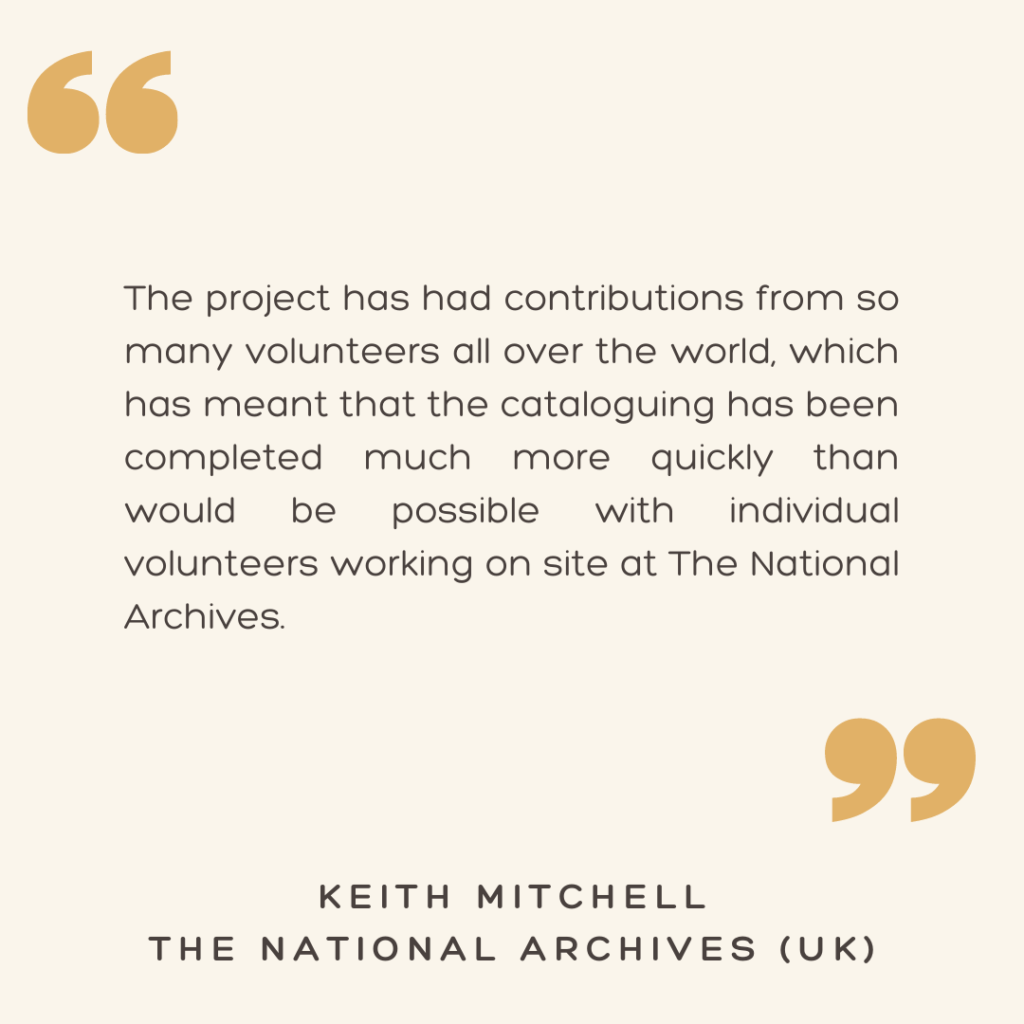 “
The project has had contributions from so
many volunteers all over the world, which
has meant that the cataloguing has been
completed much more quickly than
would be possible with individual
volunteers working on site at The National
Archives.
”
KEITH MITCHELL
THE NATIONAL ARCHIVES (UK)